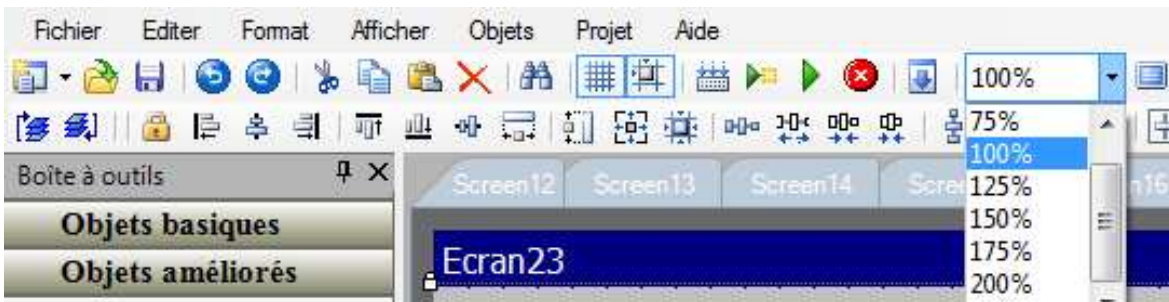 Fichier Editer Format Afficher Objets Projet Aide
100%
75%
100%
Boîte à outils
Screen12 Screen13 Screen14
125%
Objets basiques
150%
Ecran23
175%
Objets améliorés
200%